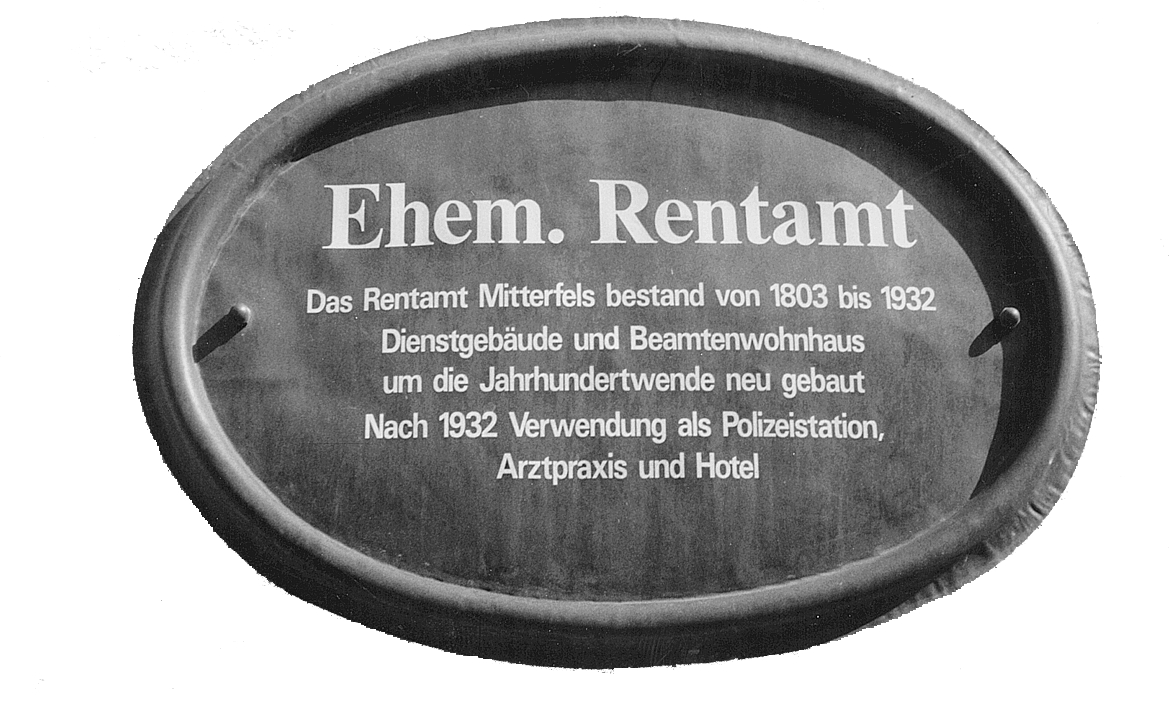 Ehem. Rentamt
Das Rentamt Mitterfels bestand von 1803 bis 1932
Dienstgebäude und Beamtenwohnhaus
um die Jahrhundertwende neu gebaut
Nach 1932 Verwendung als Polizeistation,
Arztpraxis und Hotel